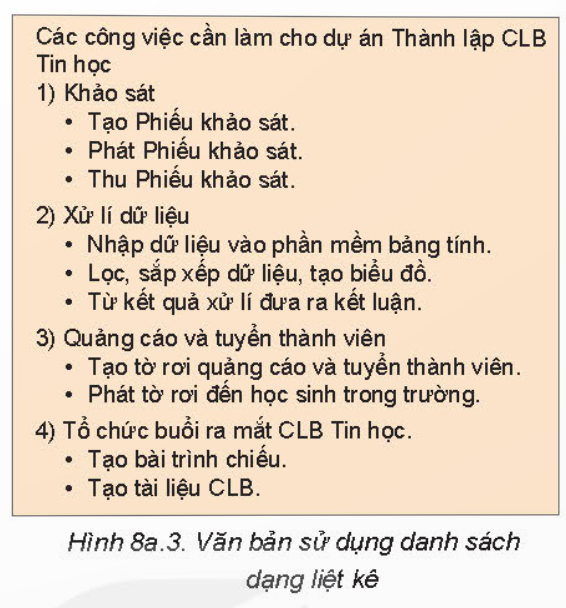 Các công việc cần làm cho dự án Thành lập CLB
Tin học
1) Khảo sát
• Tạo Phiếu khảo sát.
• Phát Phiếu khảo sát.
• Thu Phiếu khảo sát.
2) Xử lí dữ liệu
• Nhập dữ liệu vào phần mềm bảng tính.
• Lọc, sắp xếp dữ liệu, tạo biểu đồ.
• Từ kết quả xử lí đưa ra kết luận.
3) Quảng cáo và tuyển thành viên
• Tạo tờ rơi quảng cáo và tuyển thành viên.
• Phát tờ rơi đến học sinh trong trường.
4) Tổ chức buổi ra mắt CLB Tin học.
• Tạo bài trình chiếu.
• Tạo tài liệu CLB.
Hình 8a.3. Văn bản sử dụng danh sách
dạng liệt kê